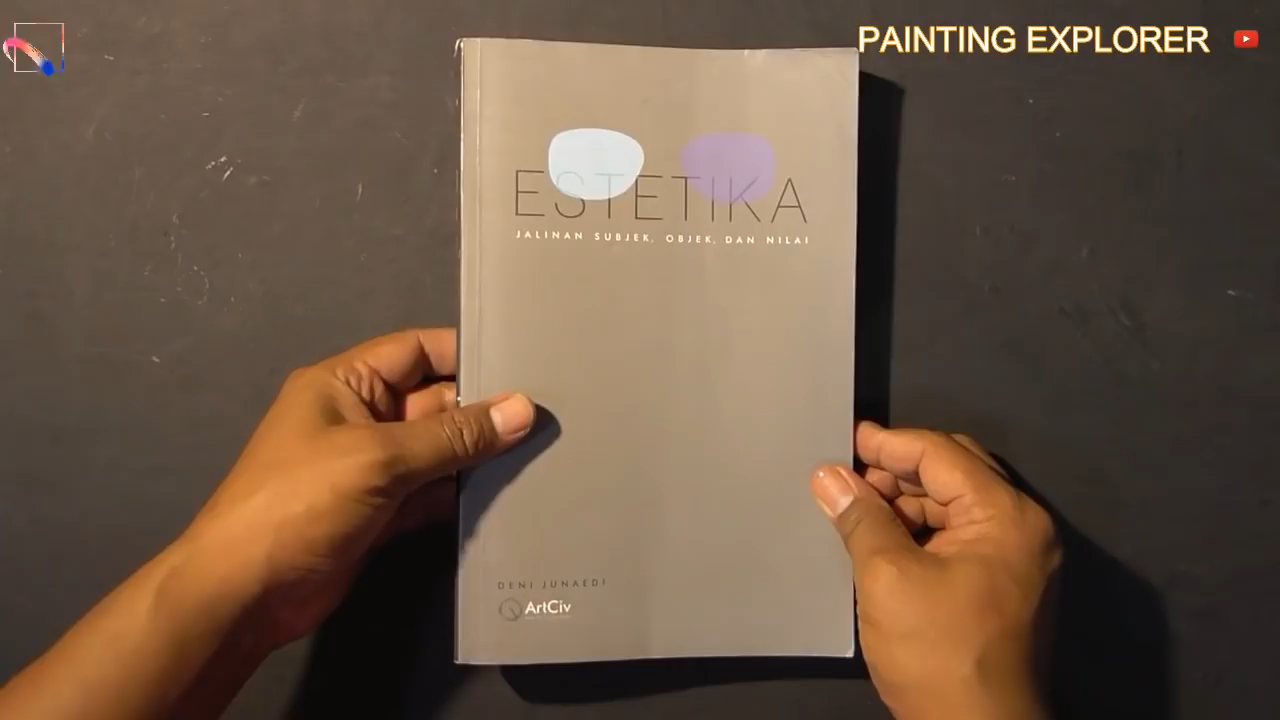 PAINTING EXPLORER
ESTETIKA
JALINAN SUBJEK, OBJEK, DAN NILAI
DENI JUNAEDI
ArtCiv